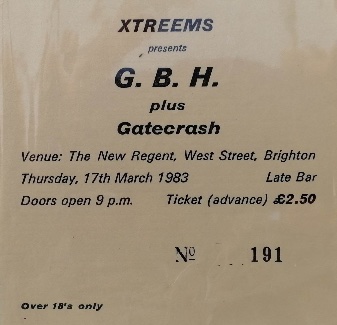 XTREEMS
presents
G. B. H.
plus
Gatecrash
Venue: The New Regent, West Street, Brighton
Thursday, 17th March 1983 Late Bar
Doors open 9 p.m. Ticket (advance) £2.50
Nº 191
Over 18's only